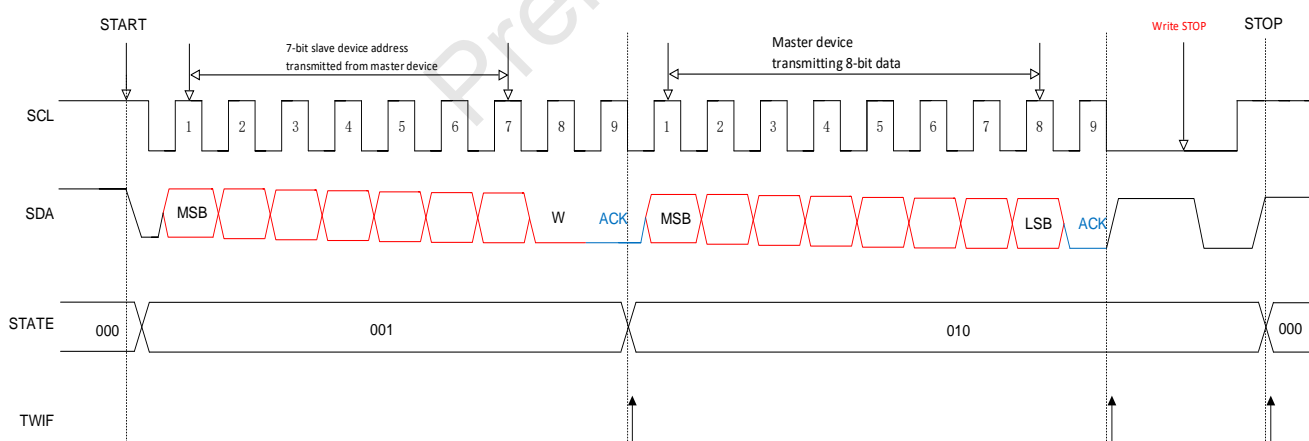 START
STOP
Write STOP
7-bit slave device address
transmitted from master device
Master device
transmitting 8-bit data
SCL
1 2 3 4 5 6 7 8 9 1 2 3 4 5 6 7 8 9
SDA
MSB W ACK MSB LSB ACK
STATE
000 001 010 000
TWIF